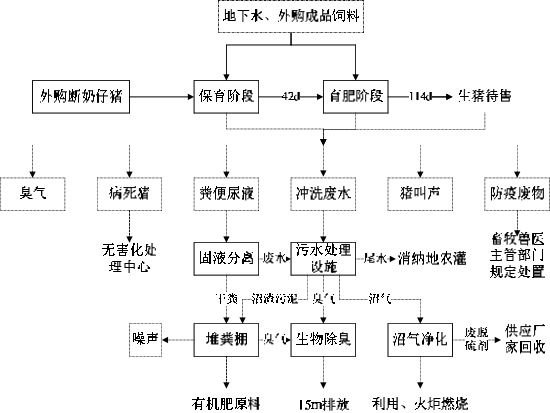 地下水、外购成品饲料
外购断奶仔猪
保育阶段
42d
育肥阶段
114d
生猪待售
臭气
病死猪
粪便尿液
冲洗废水
猪叫声
防疫废物
无害化处
理中心
固液分离
废水
污水处理
设施
尾水
消纳地农灌
畜牧兽医
主管部门
规定处置
干粪
沼渣污泥
臭气
沼气
噪声
堆粪棚
臭气
生物除臭
沼气净化
废脱
硫剂
供应厂
家回收
有机肥原料
15m排放
利用、火炬燃烧